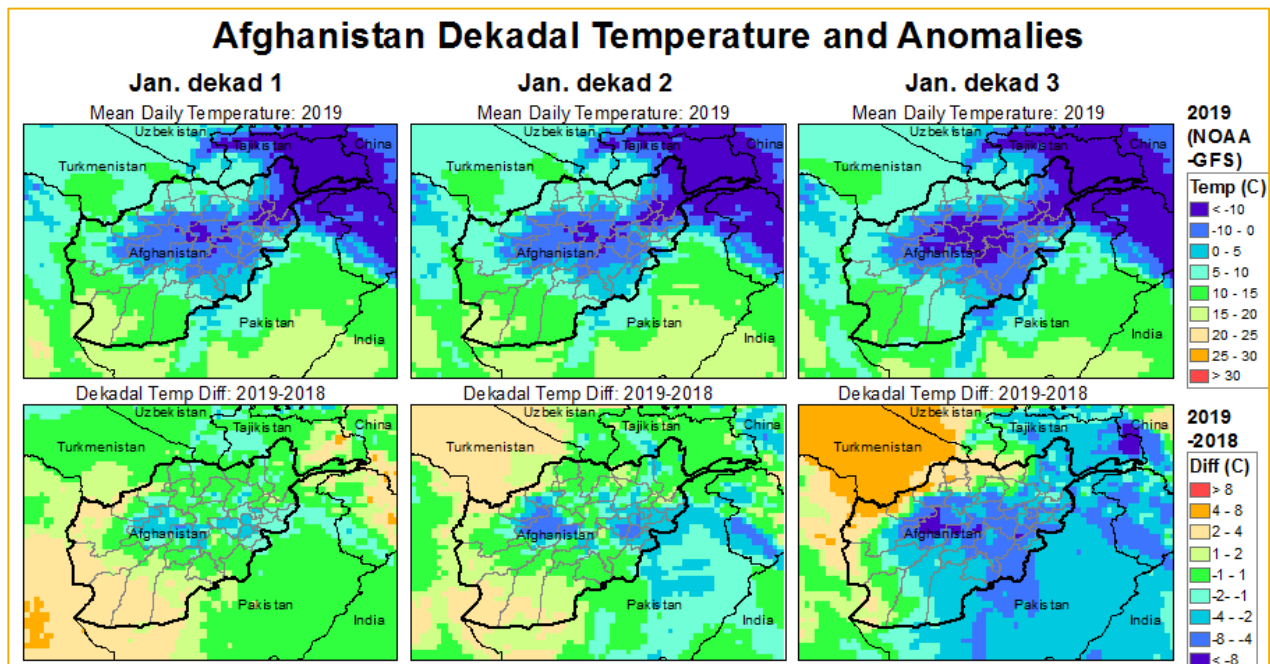 Afghanistan Dekadal Temperature and Anomalies
Jan. dekad 1
Jan. dekad 2
Jan. dekad 3
Mean Daily Temperature: 2019
Mean Daily Temperature: 2019
Mean Daily Temperature: 2019
Uzbekistan
Tajikistan
China
Turkmenistan
Afghanistan
Pakistan
India
Uzbekistan
Tajikistan
China
Turkmenistan
Afghanistan
Pakistan
India
Uzbekistan
Tajikistan
China
Turkmenistan
Afghanistan
Pakistan
India
2019
(NOAA
-GFS)
Temp (C)
< -10
-10 - 0
0 - 5
5 - 10
10 - 15
15 - 20
20 - 25
25 - 30
> 30
Dekadal Temp Diff: 2019-2018
Dekadal Temp Diff: 2019-2018
Dekadal Temp Diff: 2019-2018
Uzbekistan
Tajikistan
China
Turkmenistan
Afghanistan
Pakistan
India
Uzbekistan
Tajikistan
China
Turkmenistan
Afghanistan
Pakistan
India
Uzbekistan
Tajikistan
China
Turkmenistan
Afghanistan
Pakistan
India
2019
-2018
Diff (C)
> 8
4 - 8
2 - 4
1 - 2
-1 - 1
-2 - -1
-4 - -2
-8 - -4
< -8